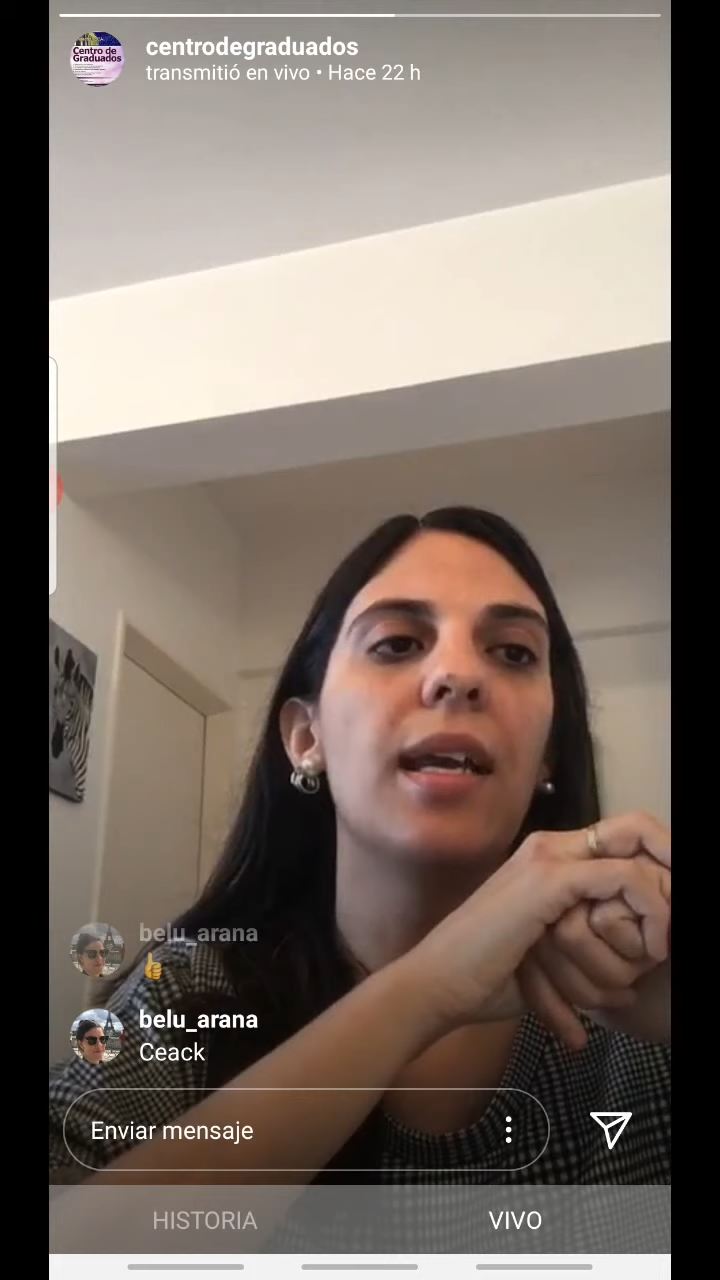 Centro de
Graduados
centrodegraduados
transmitió en vivo • Hace 22 h
belu_arana
👍
belu_arana
Ceack
Enviar mensaje
HISTORIA
VIVO